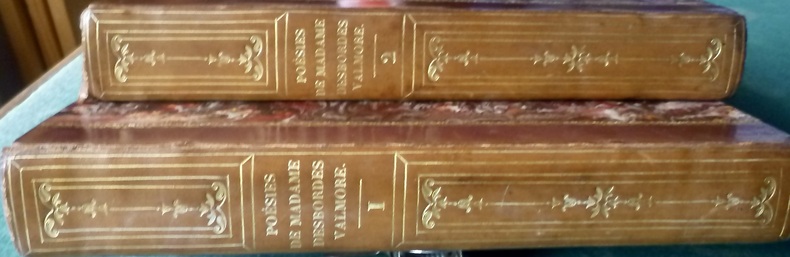 POÉSIES
DE MADAME
DESBORDES
VALMORE.
2
POÉSIES
DE MADAME
DESBORDES
VALMORE.
I